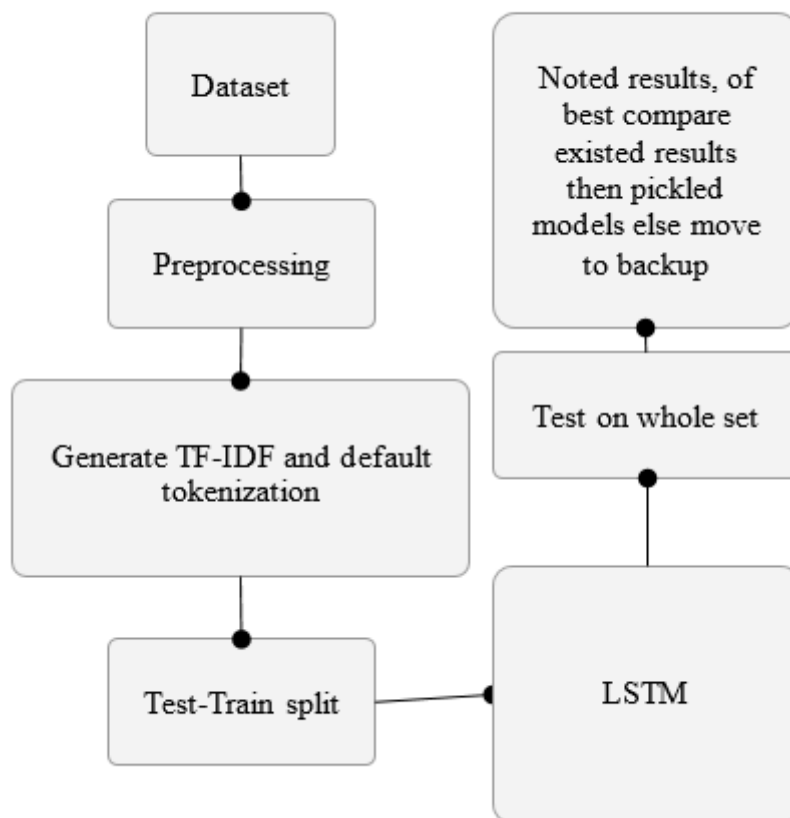 Dataset
Preprocessing
Generate TF-IDF and default
tokenization
Test-Train split
LSTM
Test on whole set
Noted results, of
best compare
existed results
then pickled
models else move
to backup